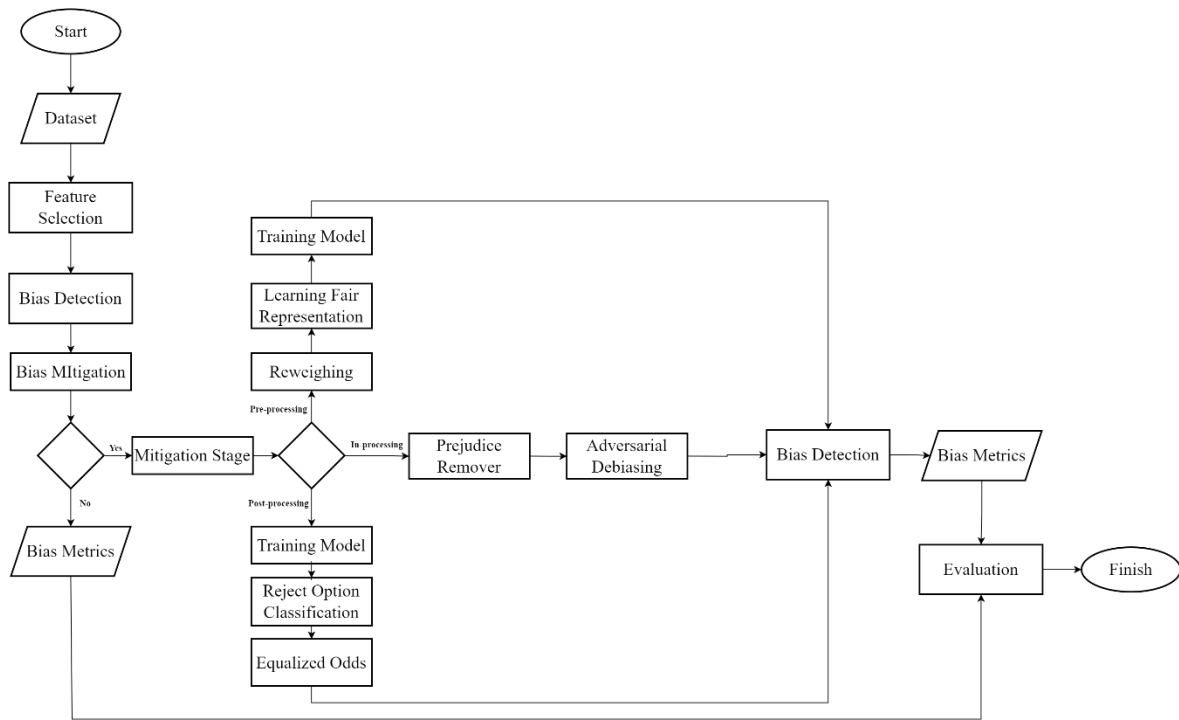 Start
Dataset
Feature
Selection
Bias Detection
Bias MItigation
Yes
No
Bias Metrics
Mitigation Stage
Pre-processing
In-processing
Post-processing
Training Model
Learning Fair
Representation
Reweighing
Prejudice
Remover
Adversarial
Debiasing
Training Model
Reject Option
Classification
Equalized Odds
Bias Detection
Bias Metrics
Evaluation
Finish